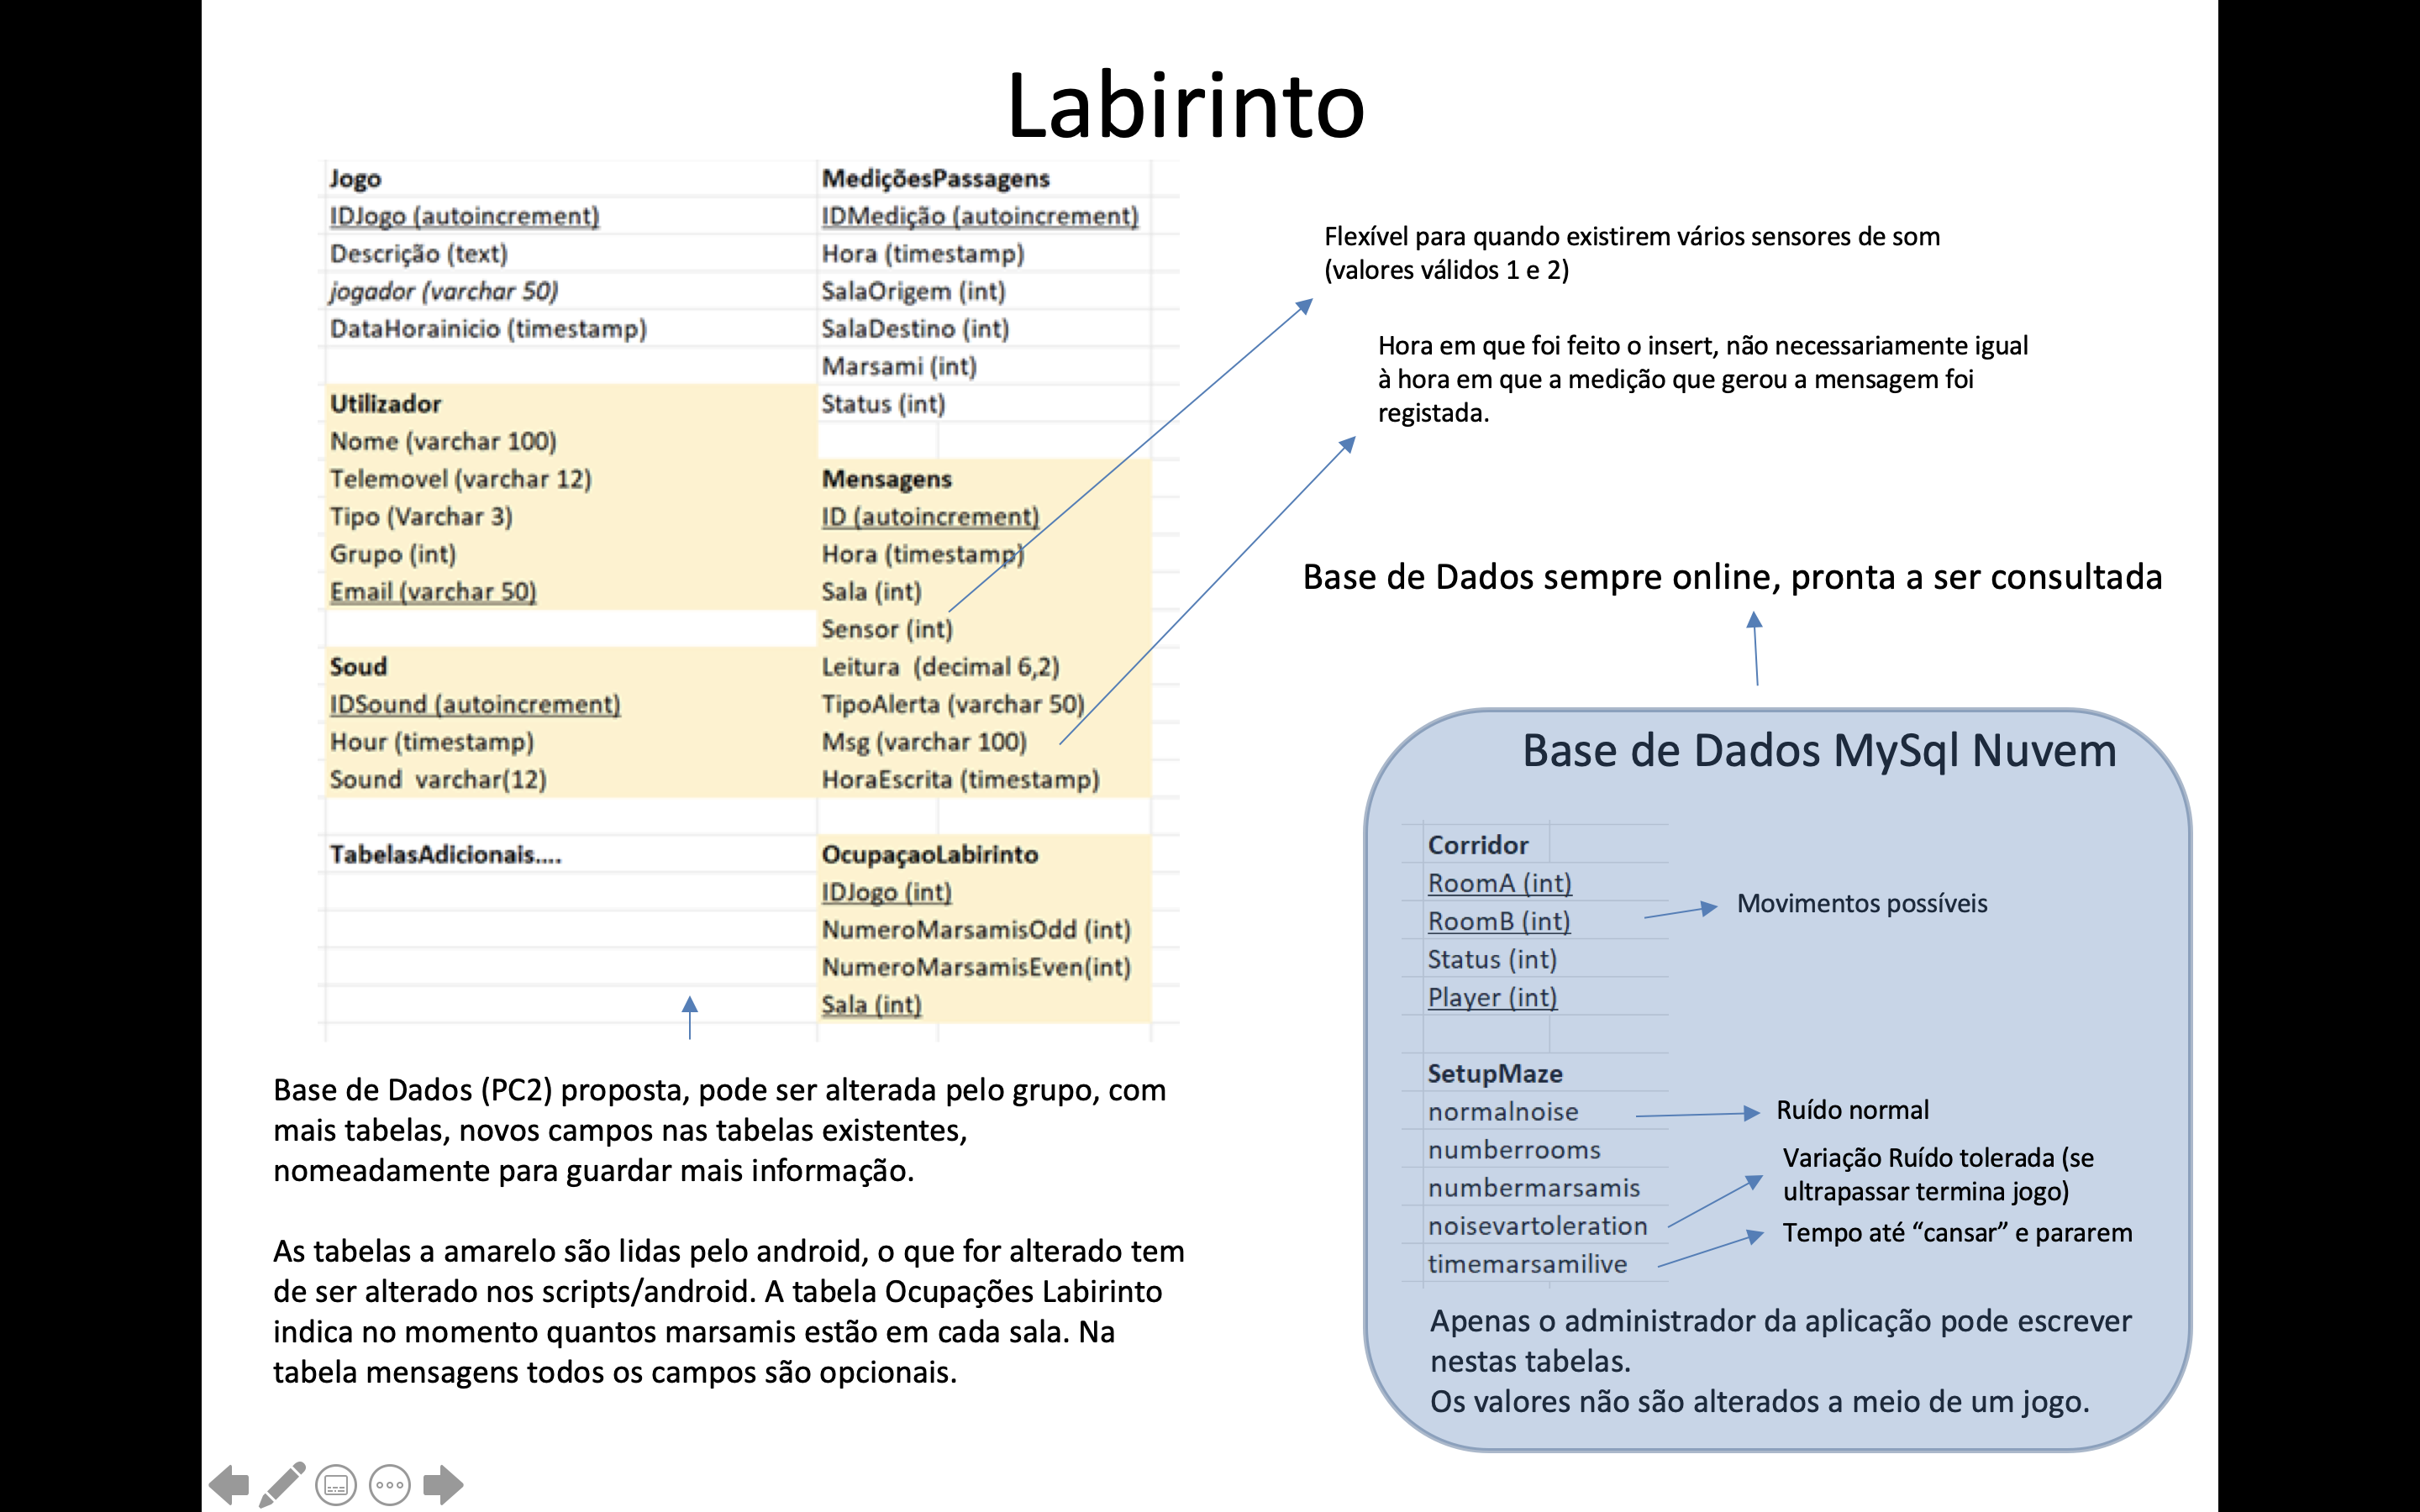 Labirinto
Jogo
IDJogo (autoincrement)
Descrição (text)
jogador (varchar 50)
DataHorainicio (timestamp)
Utilizador
Nome (varchar 100)
Telemovel (varchar 12)
Tipo (Varchar 3)
Grupo (int)
Email (varchar 50)
Soud
IDSound (autoincrement)
Hour (timestamp)
Sound  varchar(12)
TabelasAdicionais....
MediçõesPassagens
IDMedição (autoincrement)
Hora (timestamp)
SalaOrigem (int)
SalaDestino (int)
Marsami (int)
Status (int)
Mensagens
ID (autoincrement)
Hora (timestamp)
Sala (int)
Sensor (int)
Leitura  (decimal 6,2)
TipoAlerta (varchar 50)
Msg (varchar 100)
HoraEscrita (timestamp)
OcupaçaoLabirinto
IDJogo (int)
NumeroMarsamisOdd (int)
NumeroMarsamisEven(int)
Sala (int)
Flexível para quando existirem vários sensores de som
(valores válidos 1 e 2)
Hora em que foi feito o insert, não necessariamente igual
à hora em que a medição que gerou a mensagem foi
registada.
Base de Dados sempre online, pronta a ser consultada
Base de Dados MySql Nuvem
Corridor
RoomA (int)
RoomB (int)
Status (int)
Player (int)
Movimentos possíveis
SetupMaze
normalnoise
numberrooms
numbermarsamis
noisevartoleration
timemarsamilive
Ruído normal
Variação Ruído tolerada (se
ultrapassar termina jogo)
Tempo até “cansar” e pararem
Apenas o administrador da aplicação pode escrever
nestas tabelas.
Os valores não são alterados a meio de um jogo.
Base de Dados (PC2) proposta, pode ser alterada pelo grupo, com
mais tabelas, novos campos nas tabelas existentes,
nomeadamente para guardar mais informação.
As tabelas a amarelo são lidas pelo android, o que for alterado tem
de ser alterado nos scripts/android. A tabela Ocupações Labirinto
indica no momento quantos marsamis estão em cada sala. Na
tabela mensagens todos os campos são opcionais.